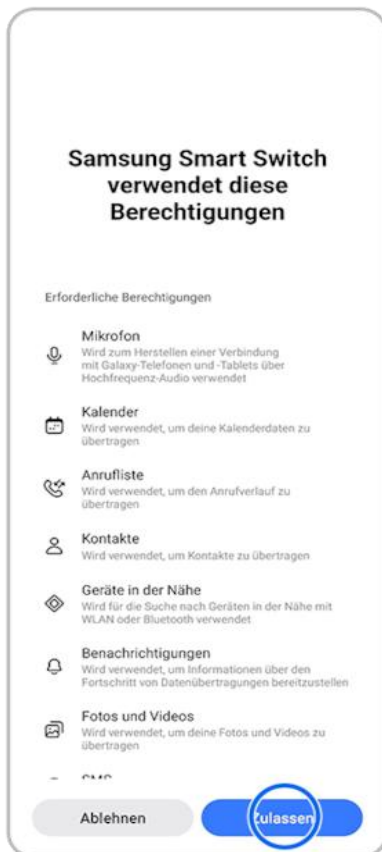 Samsung Smart Switch
verwendet diese
Berechtigungen
Erforderliche Berechtigungen
Mikrofon
Wird zum Herstellen einer Verbindung
mit Galaxy-Telefonen und -Tablets über
Hochfrequenz-Audio verwendet
Kalender
Wird verwendet, um deine Kalenderdaten zu
übertragen
Anrufliste
Wird verwendet, um den Anrufverlauf zu
übertragen
Kontakte
Wird verwendet, um Kontakte zu übertragen
Geräte in der Nähe
Wird für die Suche nach Geräten in der Nähe mit
WLAN oder Bluetooth verwendet
Benachrichtigungen
Wird verwendet, um Informationen über den
Fortschritt von Datenübertragungen bereitzustellen
Fotos und Videos
Wird verwendet, um deine Fotos und Videos zu
übertragen
SMS
Ablehnen
Zulassen